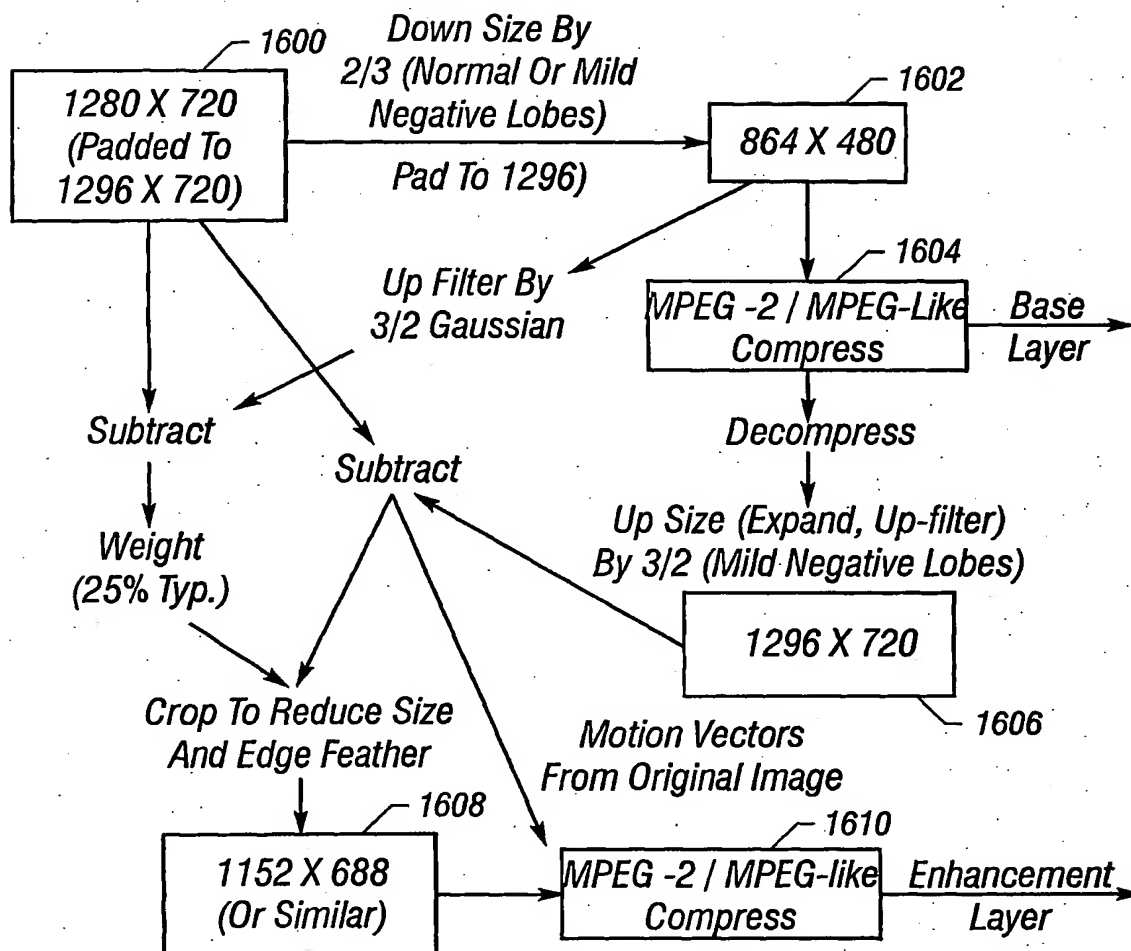 1600
1280 X 720
(Padded To
1296 X 720)
Down Size By
2/3 (Normal Or Mild
Negative Lobes)
Pad To 1296)
1602
864 X 480
Up Filter By
3/2 Gaussian
1604
MPEG -2 / MPEG-Like
Compress
Base
Layer
Subtract
Subtract
Decompress
Weight
(25% Typ.)
Up Size (Expand, Up-filter)
By 3/2 (Mild Negative Lobes)
1296 X 720
1606
Crop To Reduce Size
And Edge Feather
Motion Vectors
From Original Image
1608
1152 X 688
(Or Similar)
1610
MPEG -2 / MPEG-like
Compress
Enhancement
Layer